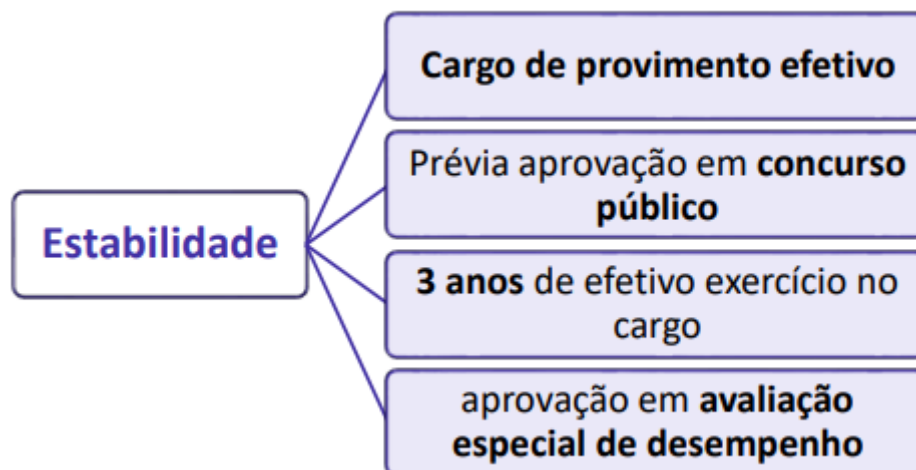 Cargo de provimento efetivo
Prévia aprovação em concurso
público
Estabilidade
3 anos de efetivo exercício no
cargo
aprovação em avaliação
especial de desempenho